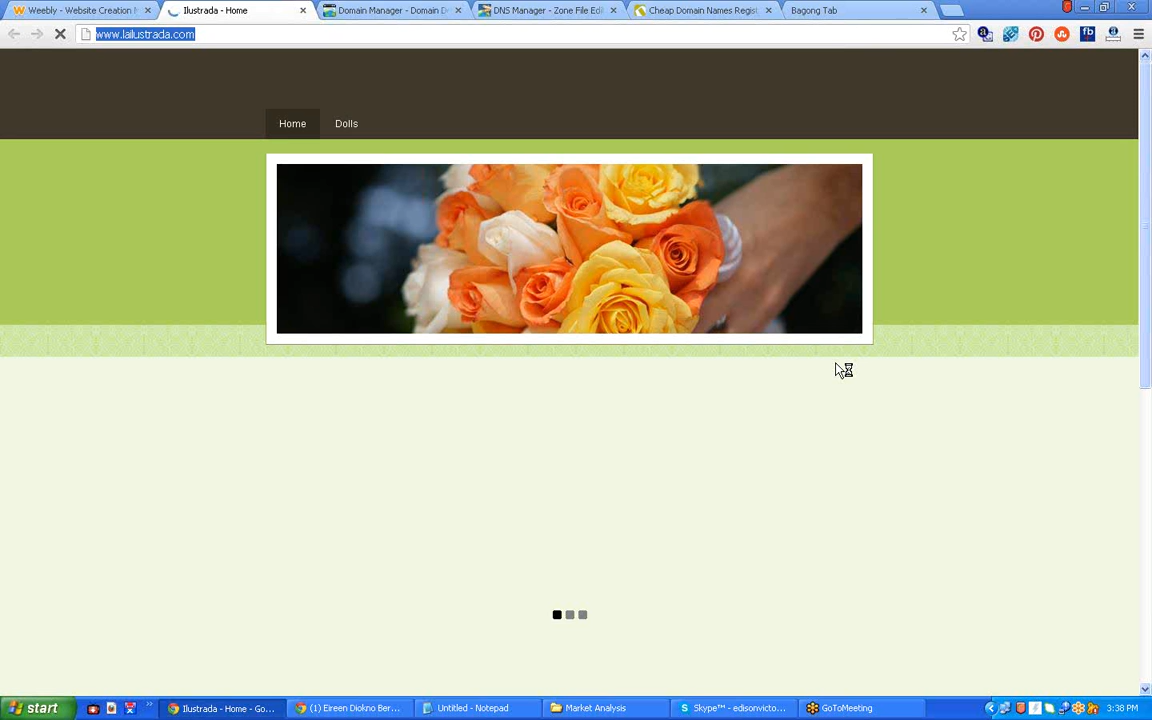 Weebly - Website Creation M
Ilustrada - Home
Domain Manager - Domain De
DNS Manager - Zone File Edi
Cheap Domain Names Regist
Bagong Tab
www.lailustrada.com
Home
Dolls
start
Ilustrada - Home - Go...
(1) Eireen Diokno Ber...
Untitled - Notepad
Market Analysis
Skype™ - edisonvicto...
GoToMeeting
3:38 PM